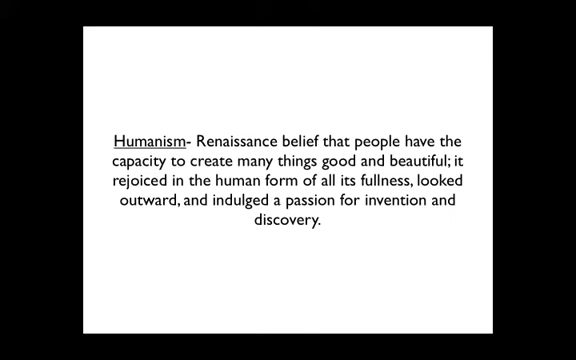 Humanism- Renaissance belief that people have the
capacity to create many things good and beautiful; it
rejoiced in the human form of all its fullness, looked
outward, and indulged a passion for invention and
discovery.